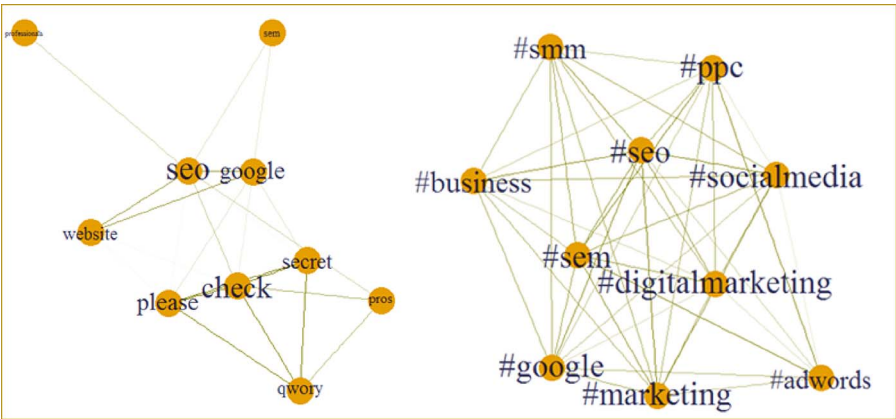 professionals
sem
seo
google
website
secret
check
please
pros
qwory
#smm
#ppc
#seo
#business
#socialmedia
#sem
#digitalmarketing
#google
#marketing
#adwords